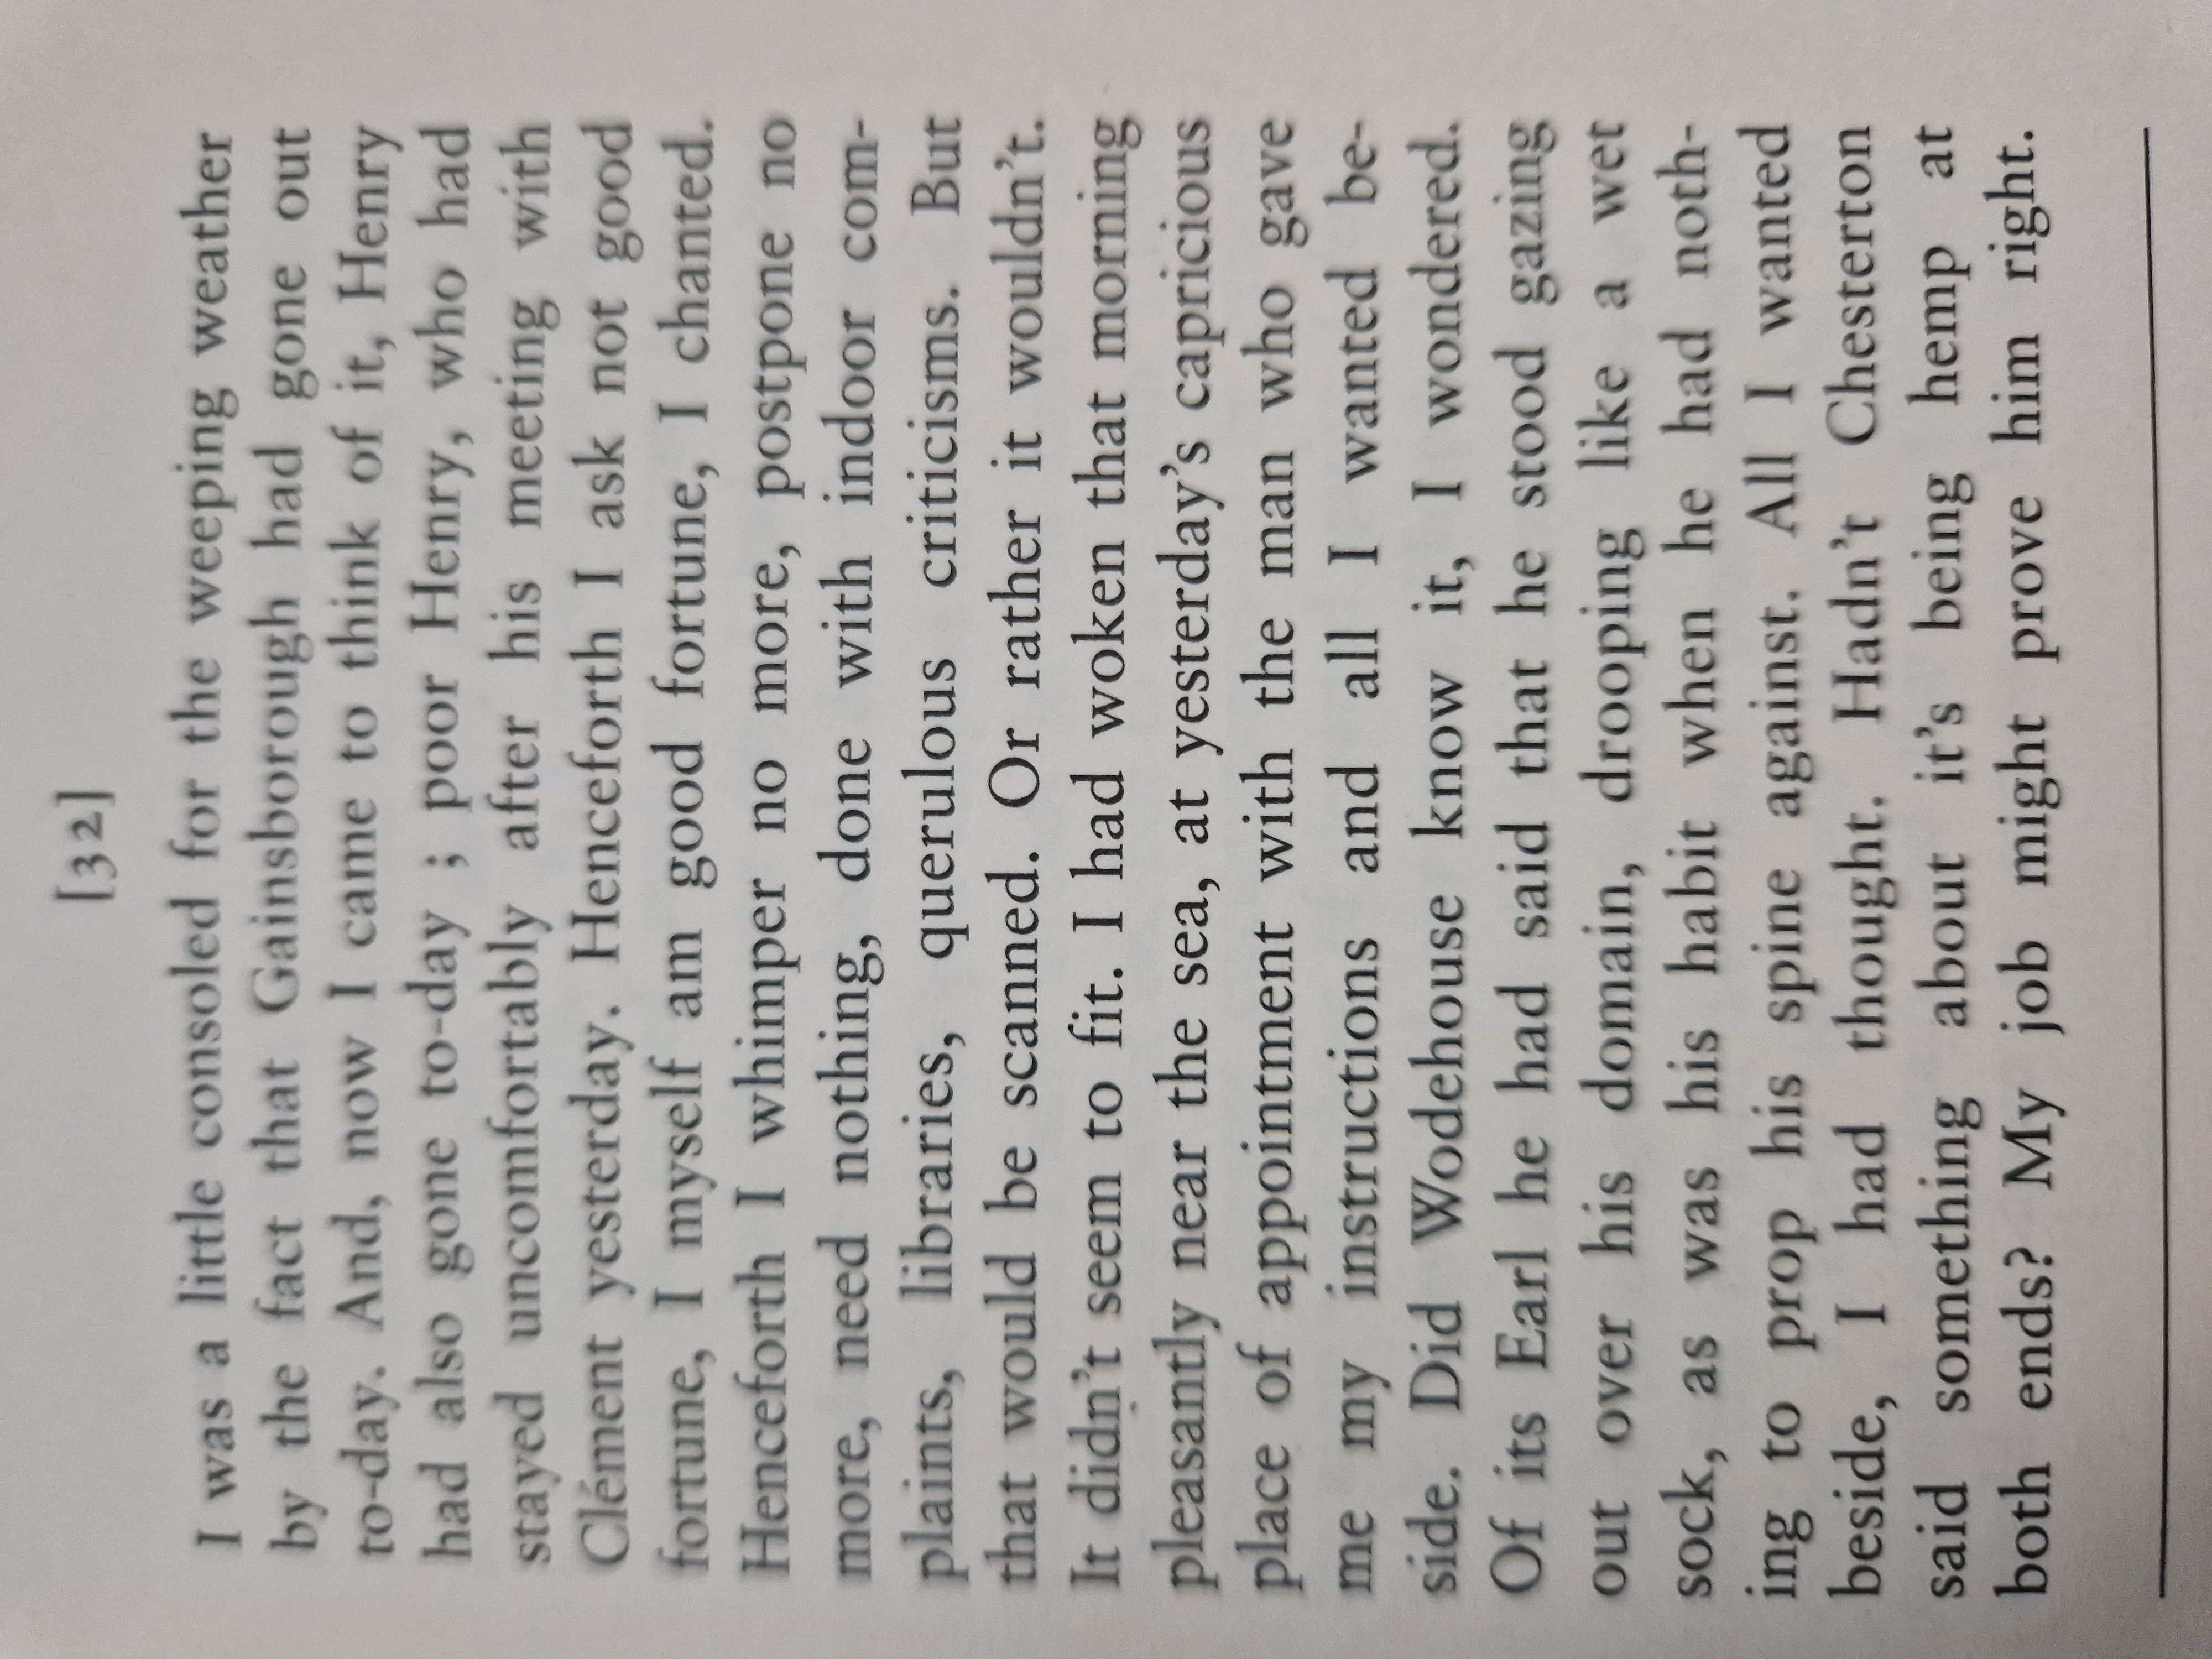 [32]
I was a little consoled for the weeping weather
by the fact that Gainsborough had gone out
to-day. And, now I came to think of it, Henry
had also gone to-day ; poor Henry, who had
stayed uncomfortably after his meeting with
Clément yesterday. Henceforth I ask not good
fortune, I myself am good fortune, I chanted.
Henceforth I whimper no more, postpone no
more, need nothing, done with indoor com-
plaints, libraries, querulous criticisms. But
that would be scanned. Or rather it wouldn’t.
It didn’t seem to fit. I had woken that morning
pleasantly near the sea, at yesterday’s capricious
place of appointment with the man who gave
me my instructions and all I wanted be-
side. Did Wodehouse know it, I wondered.
Of its Earl he had said that he stood gazing
out over his domain, drooping like a wet
sock, as was his habit when he had noth-
ing to prop his spine against. All I wanted
beside, I had thought. Hadn’t Chesterton
said something about it’s being hemp at
both ends? My job might prove him right.